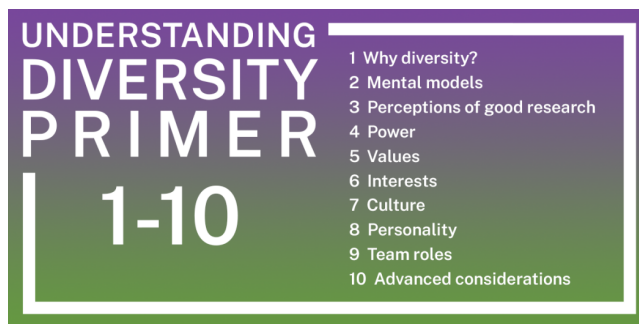 UNDERSTANDING
DIVERSITY
PRIMER
1-10
1 Why diversity?
2 Mental models
3 Perceptions of good research
4 Power
5 Values
6 Interests
7 Culture
8 Personality
9 Team roles
10 Advanced considerations